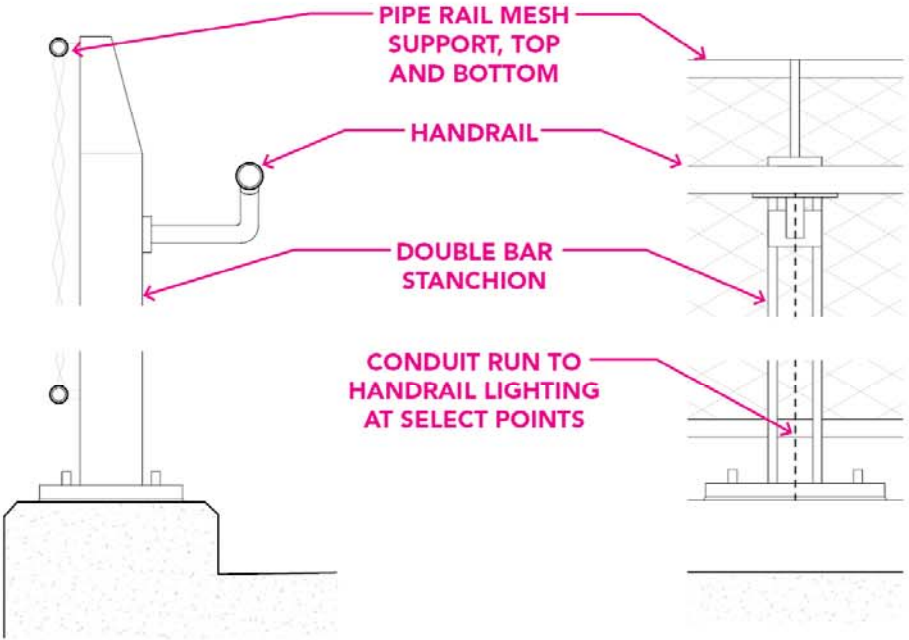 PIPE RAIL MESH
SUPPORT, TOP
AND BOTTOM
HANDRAIL
DOUBLE BAR
STANCHION
CONDUIT RUN TO
HANDRAIL LIGHTING
AT SELECT POINTS